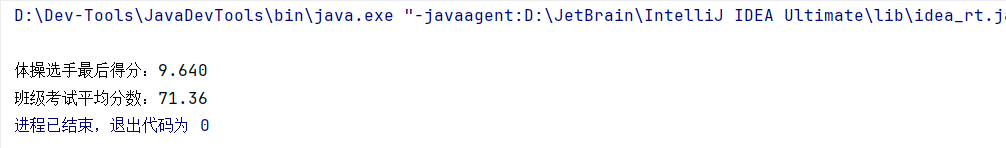 D:\Dev-Tools\JavaDevTools\bin\java.exe "-javaagent:D:\JetBrain\IntelliJ IDEA Ultimate\lib\idea_rt.ja
体操选手最后得分：9.640
班级考试平均分数：71.36
进程已结束，退出代码为 0